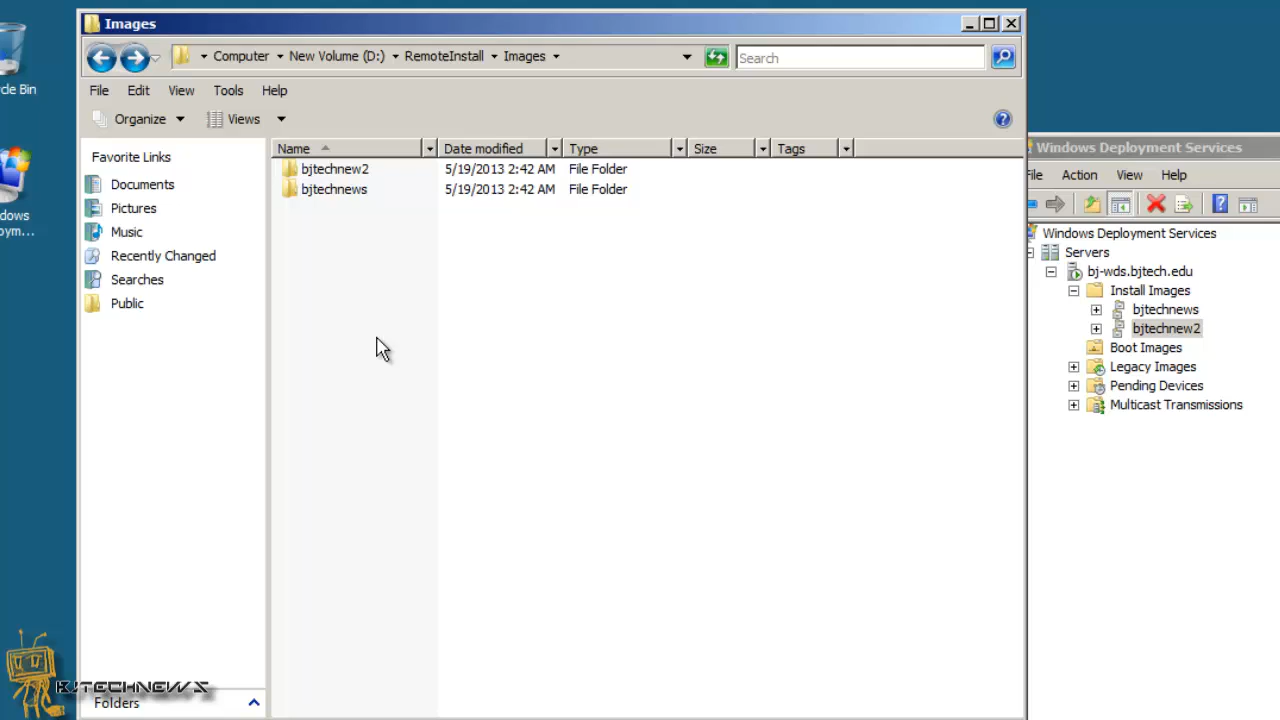 Images
Computer New Volume (D:) RemoteInstall Images
Search
File Edit View Tools Help
Organize Views
Name Date modified Type Size Tags
Favorite Links
Documents
Pictures
Music
Recently Changed
Searches
Public
bjtechnew2 5/19/2013 2:42 AM File Folder
bjtechnews 5/19/2013 2:42 AM File Folder
Folders
cle Bin
dows
oym...
BJTECHNEWS
Windows Deployment Services
ile Action View Help
Windows Deployment Services
Servers
bj-wds.bjtech.edu
Install Images
bjtechnews
bjtechnew2
Boot Images
Legacy Images
Pending Devices
Multicast Transmissions